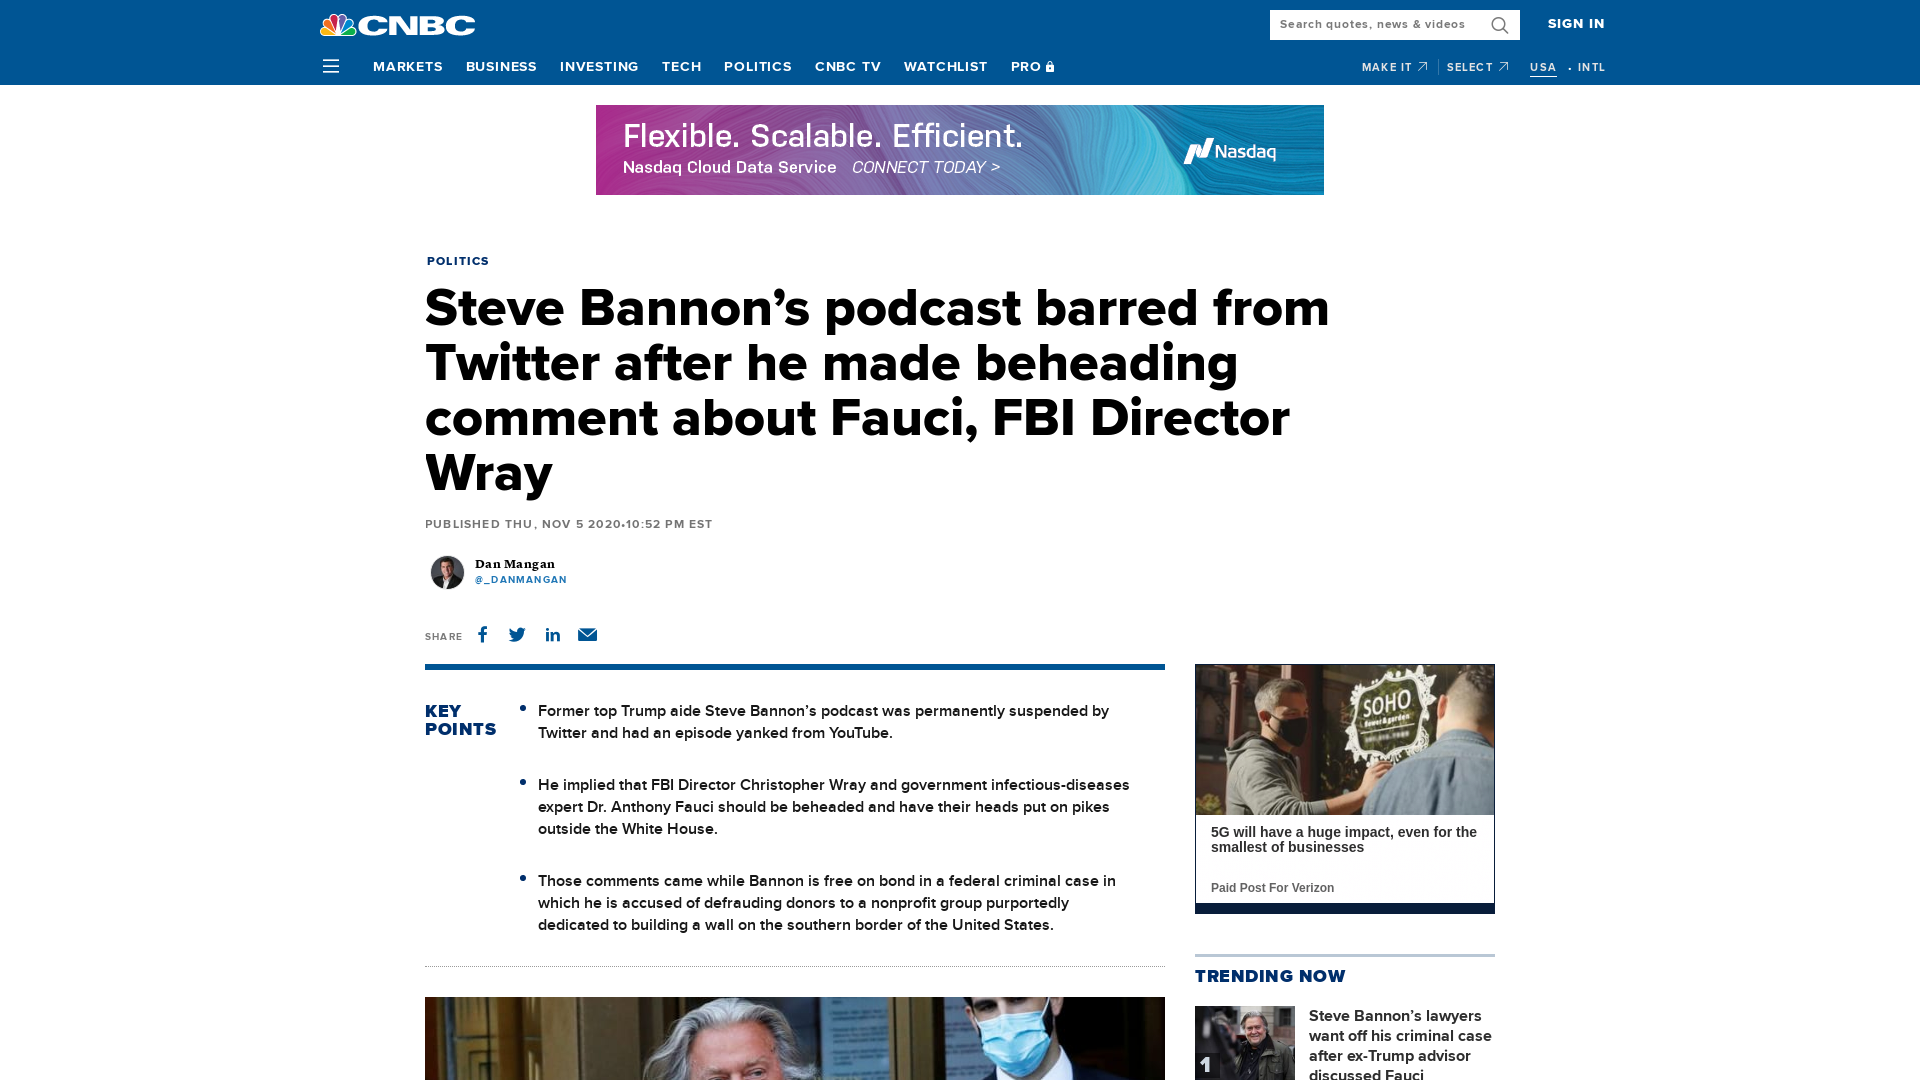 CNBC
Search quotes, news & videos
SIGN IN
MARKETS BUSINESS INVESTING TECH POLITICS CNBC TV WATCHLIST PRO
MAKE IT SELECT USA • INTL
Flexible. Scalable. Efficient.
Nasdaq Cloud Data Service CONNECT TODAY >
Nasdaq
POLITICS
Steve Bannon’s podcast barred from
Twitter after he made beheading
comment about Fauci, FBI Director
Wray
PUBLISHED THU, NOV 5 2020•10:52 PM EST
Dan Mangan
@_DANMANGAN
SHARE
KEY
POINTS
Former top Trump aide Steve Bannon’s podcast was permanently suspended by
Twitter and had an episode yanked from YouTube.
He implied that FBI Director Christopher Wray and government infectious-diseases
expert Dr. Anthony Fauci should be beheaded and have their heads put on pikes
outside the White House.
Those comments came while Bannon is free on bond in a federal criminal case in
which he is accused of defrauding donors to a nonprofit group purportedly
dedicated to building a wall on the southern border of the United States.
SOHO
5G will have a huge impact, even for the
smallest of businesses
Paid Post For Verizon
TRENDING NOW
1
Steve Bannon’s lawyers
want off his criminal case
after ex-Trump advisor
discussed Fauci